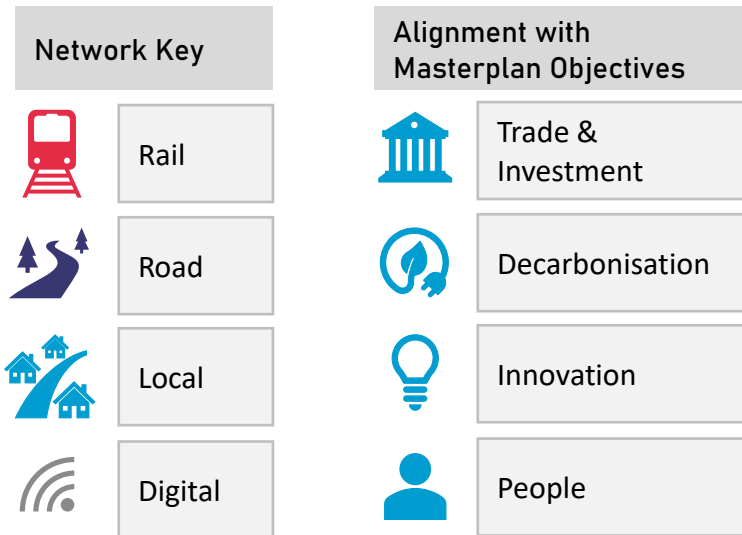 Network Key
Rail
Road
Local
Digital
Alignment with
Masterplan Objectives
Trade &
Investment
Decarbonisation
Innovation
People